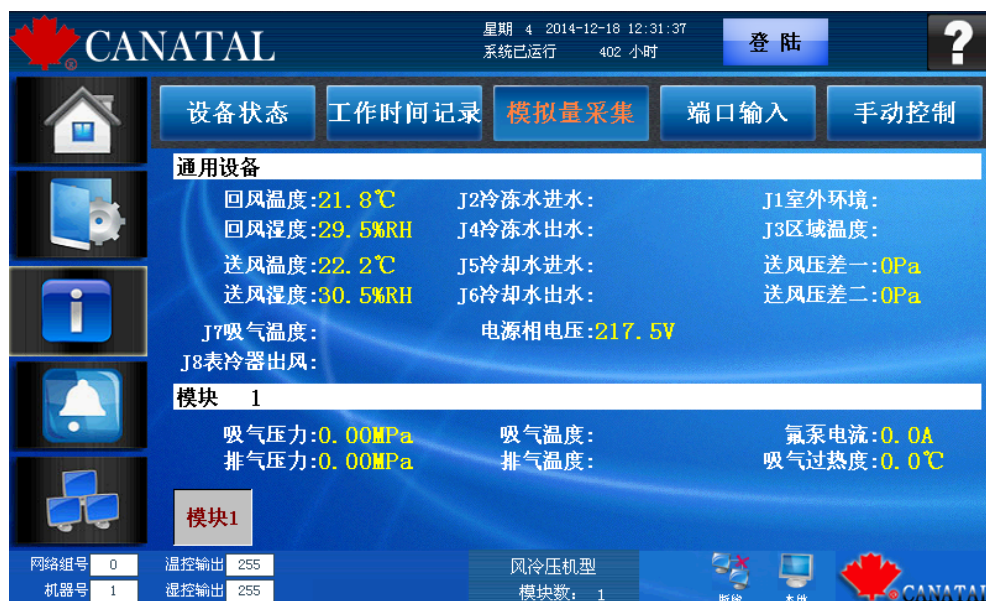 CANATAL
星期 4 2014-12-18 12:31:37
系统已运行 402 小时
登 陆
?
设备状态 工作时间记录 模拟量采集 端口输入 手动控制
通用设备
回风温度:21.8℃ J2冷冻水进水: J1室外环境:
回风湿度:29.5%RH J4冷冻水出水: J3区域温度:
送风温度:22.2℃ J5冷却水进水: 送风压差一:0Pa
送风湿度:30.5%RH J6冷却水出水: 送风压差二:0Pa
J7吸气温度: 电源相电压:217.5V
J8表冷器出风:
模块 1
吸气压力:0.00MPa 吸气温度: 氟泵电流:0.0A
排气压力:0.00MPa 排气温度: 吸气过热度:0.0℃
模块1
网络组号 0 温控输出 255 风冷压机型
机器号 1 湿控输出 255 模块数: 1
CANATAL